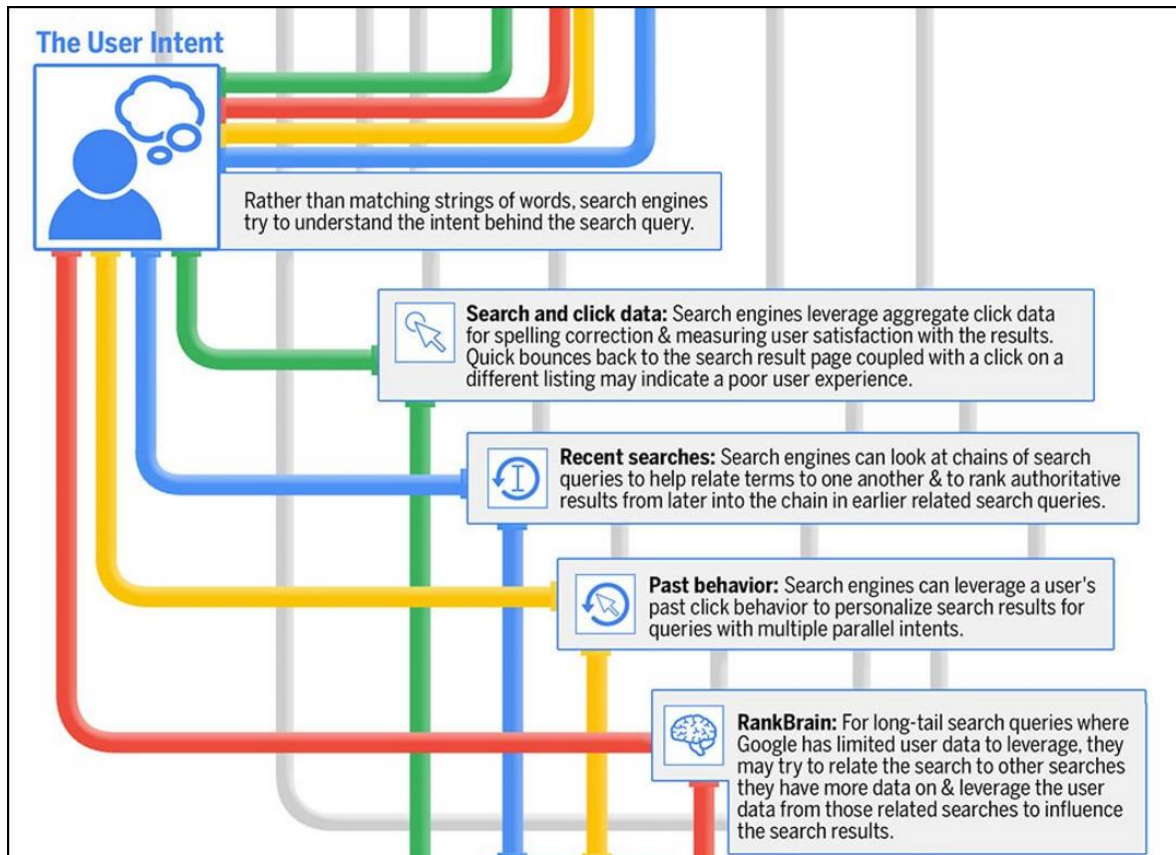 The User Intent
Rather than matching strings of words, search engines
try to understand the intent behind the search query.
Search and click data: Search engines leverage aggregate click data
for spelling correction & measuring user satisfaction with the results.
Quick bounces back to the search result page coupled with a click on a
different listing may indicate a poor user experience.
Recent searches: Search engines can look at chains of search
queries to help relate terms to one another & to rank authoritative
results from later into the chain in earlier related search queries.
Past behavior: Search engines can leverage a user's
past click behavior to personalize search results for
queries with multiple parallel intents.
RankBrain: For long-tail search queries where
Google has limited user data to leverage, they
may try to relate the search to other searches
they have more data on & leverage the user
data from those related searches to influence
the search results.